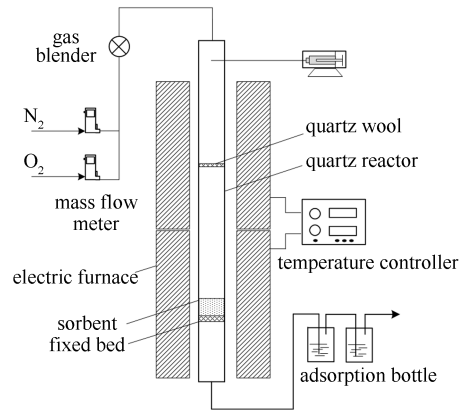 gas
blender
N2
O2
mass flow
meter
quartz wool
quartz reactor
temperature controller
electric furnace
sorbent
fixed bed
adsorption bottle